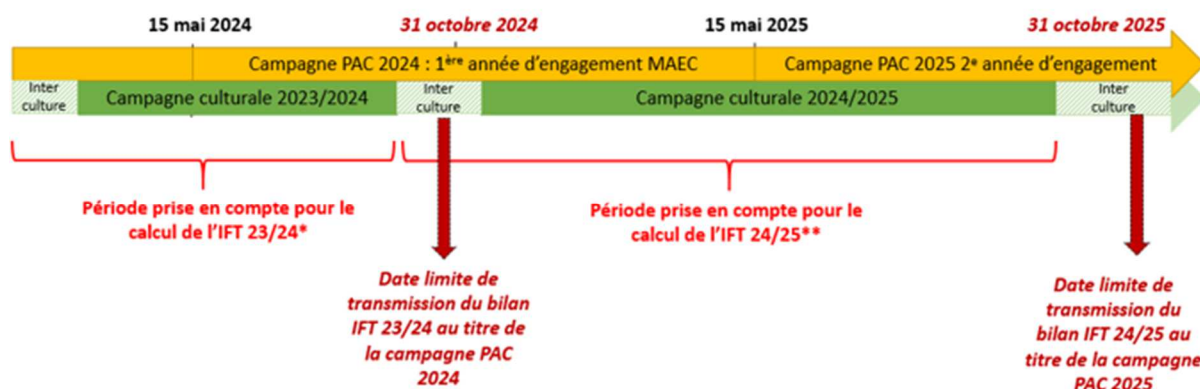 15 mai 2024
31 octobre 2024
15 mai 2025
31 octobre 2025
Campagne PAC 2024 : 1ère année d'engagement MAEC
Campagne PAC 2025 2e année d'engagement
Inter
culture
Campagne culturale 2023/2024
Inter
culture
Campagne culturale 2024/2025
Inter
culture
Période prise en compte pour le
calcul de l'IFT 23/24*
Période prise en compte pour le
calcul de l'IFT 24/25**
Date limite de
transmission du bilan
IFT 23/24 au titre de
la campagne PAC
2024
Date limite de
transmission du
bilan IFT 24/25 au
titre de la campagne
PAC 2025